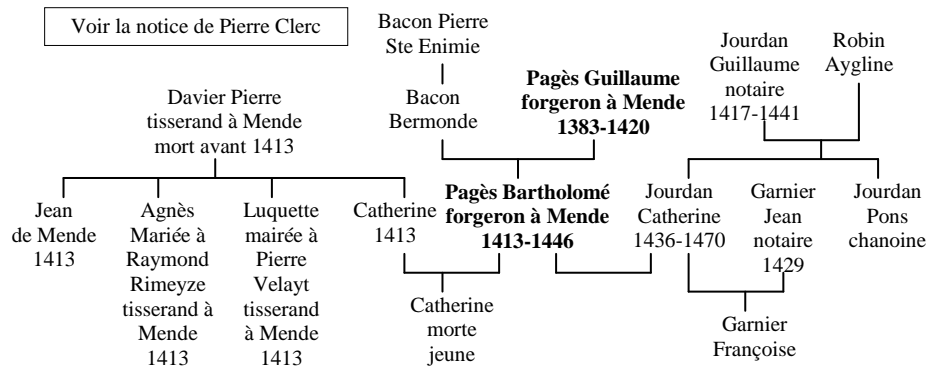 Voir la notice de Pierre Clerc
Bacon Pierre
Ste Enimie
Jourdan
Guillaume
notaire
1417-1441
Robin
Aygline
Pagès Guillaume
forgeron à Mende
1383-1420
Davier Pierre
tisserand à Mende
mort avant 1413
Bacon
Bermonde
Jean
de Mende
1413
Agnès
Mariée à
Raymond
Rimeyze
tisserand à
Mende
1413
Luquette
mairée à
Pierre
Velayt
tisserand
à Mende
1413
Catherine
1413
Pagès Bartholomé
forgeron à Mende
1413-1446
Jourdan
Catherine
1436-1470
Garnier
Jean
notaire
1429
Jourdan
Pons
chanoine
Catherine
morte
jeune
Garnier
Françoise